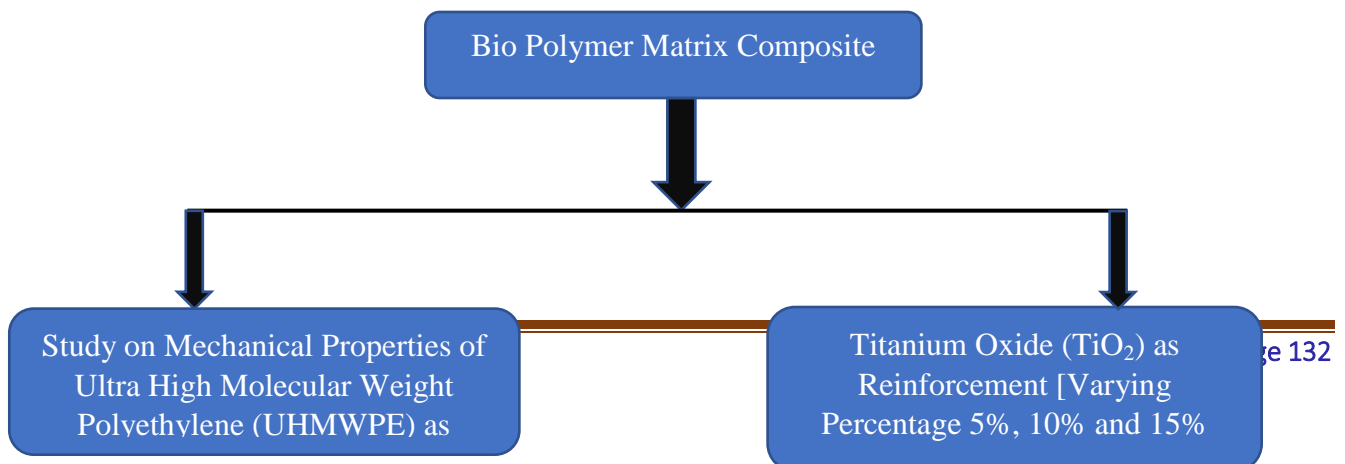 Bio Polymer Matrix Composite
Study on Mechanical Properties of
Ultra High Molecular Weight
Polyethylene (UHMWPE) as
Titanium Oxide (TiO₂) as
Reinforcement [Varying
Percentage 5%, 10% and 15%
132